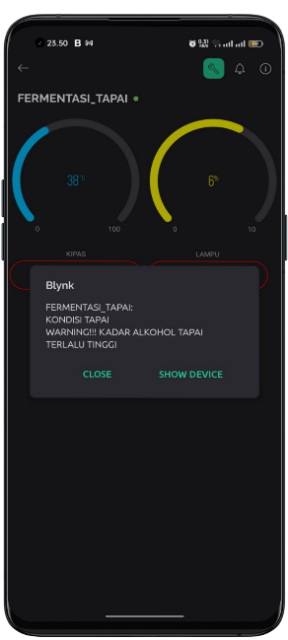 23.50 B
FERMENTASI_TAPAI
38
6
0 100 0 10
KIPAS LAMPU
Blynk
FERMENTASI_TAPAI:
KONDISI TAPAI
WARNING!!! KADAR ALKOHOL TAPAI
TERLALU TINGGI
CLOSE SHOW DEVICE